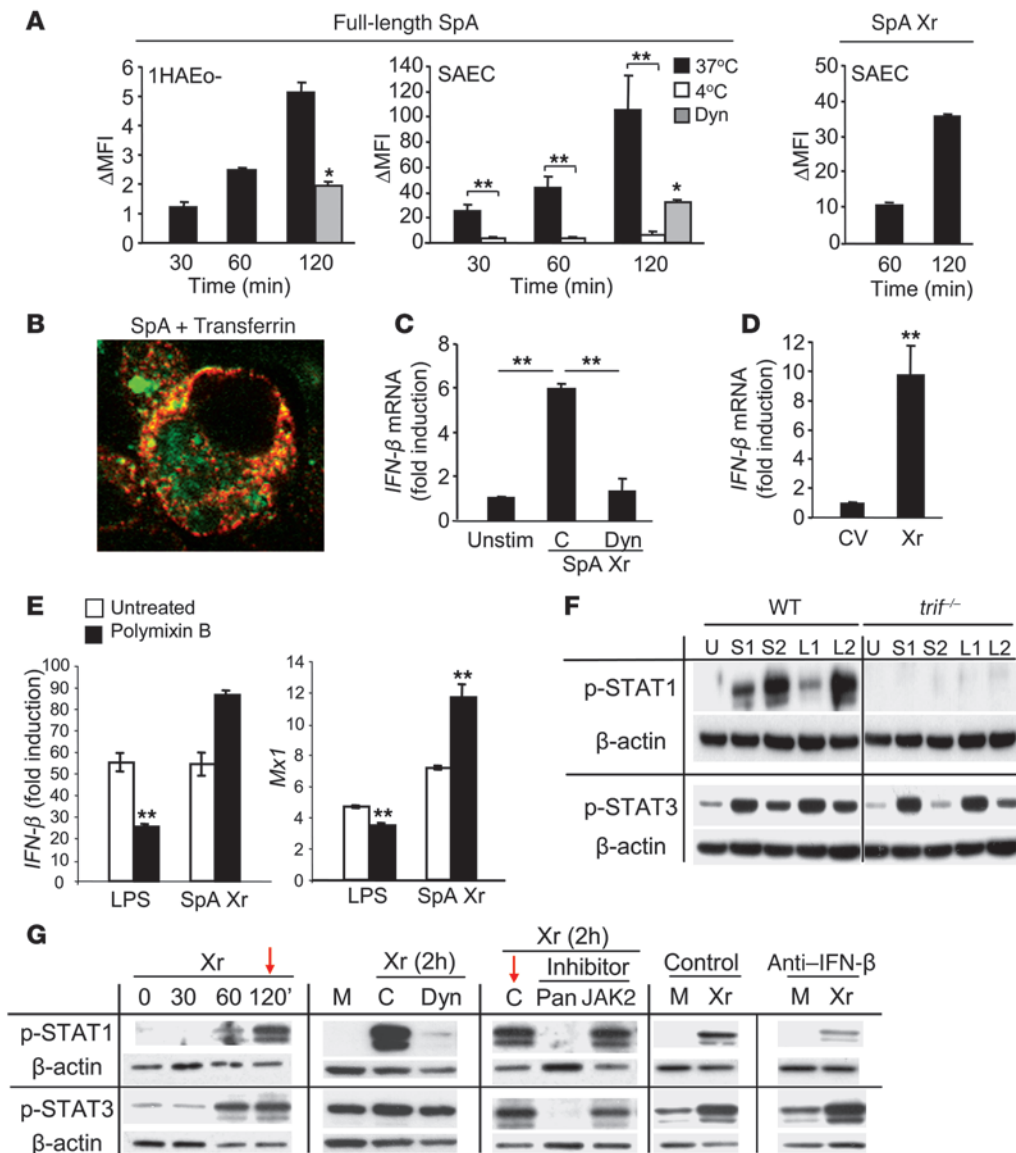 A
Full-length SpA
SpA Xr
1HAEo-
SAEC
37°C
4°C
Dyn
SAEC
ΔMFI
6
5
4
3
2
1
0
*
30 60 120
Time (min)
ΔMFI
140
120
100
80
60
40
20
0
** ** ** *
30 60 120
Time (min)
ΔMFI
50
40
30
20
10
0
60 120
Time (min)
B
SpA + Transferrin
C
IFN-β mRNA
(fold induction)
8
6
4
2
0
** **
Unstim C Dyn
SpA Xr
D
IFN-β mRNA
(fold induction)
12
10
8
6
4
2
0
**
CV Xr
E
Untreated
Polymixin B
IFN-β (fold induction)
100
90
80
70
60
50
40
30
20
10
0
**
LPS SpA Xr
Mx1
14
12
10
8
6
4
2
0
** **
LPS SpA Xr
F
WT trif-/-
U S1 S2 L1 L2 U S1 S2 L1 L2
p-STAT1
β-actin
p-STAT3
β-actin
G
Xr
0 30 60 120'
Xr (2h)
M C Dyn
Xr (2h)
Inhibitor
C Pan JAK2
Control
M Xr
Anti–IFN-β
M Xr
p-STAT1
β-actin
p-STAT3
β-actin